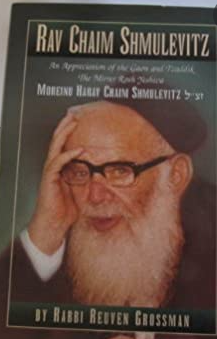 RAV CHAIM SHMULEVITZ
An Appreciation of the Gaon and Tzaddik
The Mirrer Rosh Yeshiva
MOREINU HARAV CHAIM SHMULEVITZ זצ״ל
BY RABBI REUVEN GROSSMAN